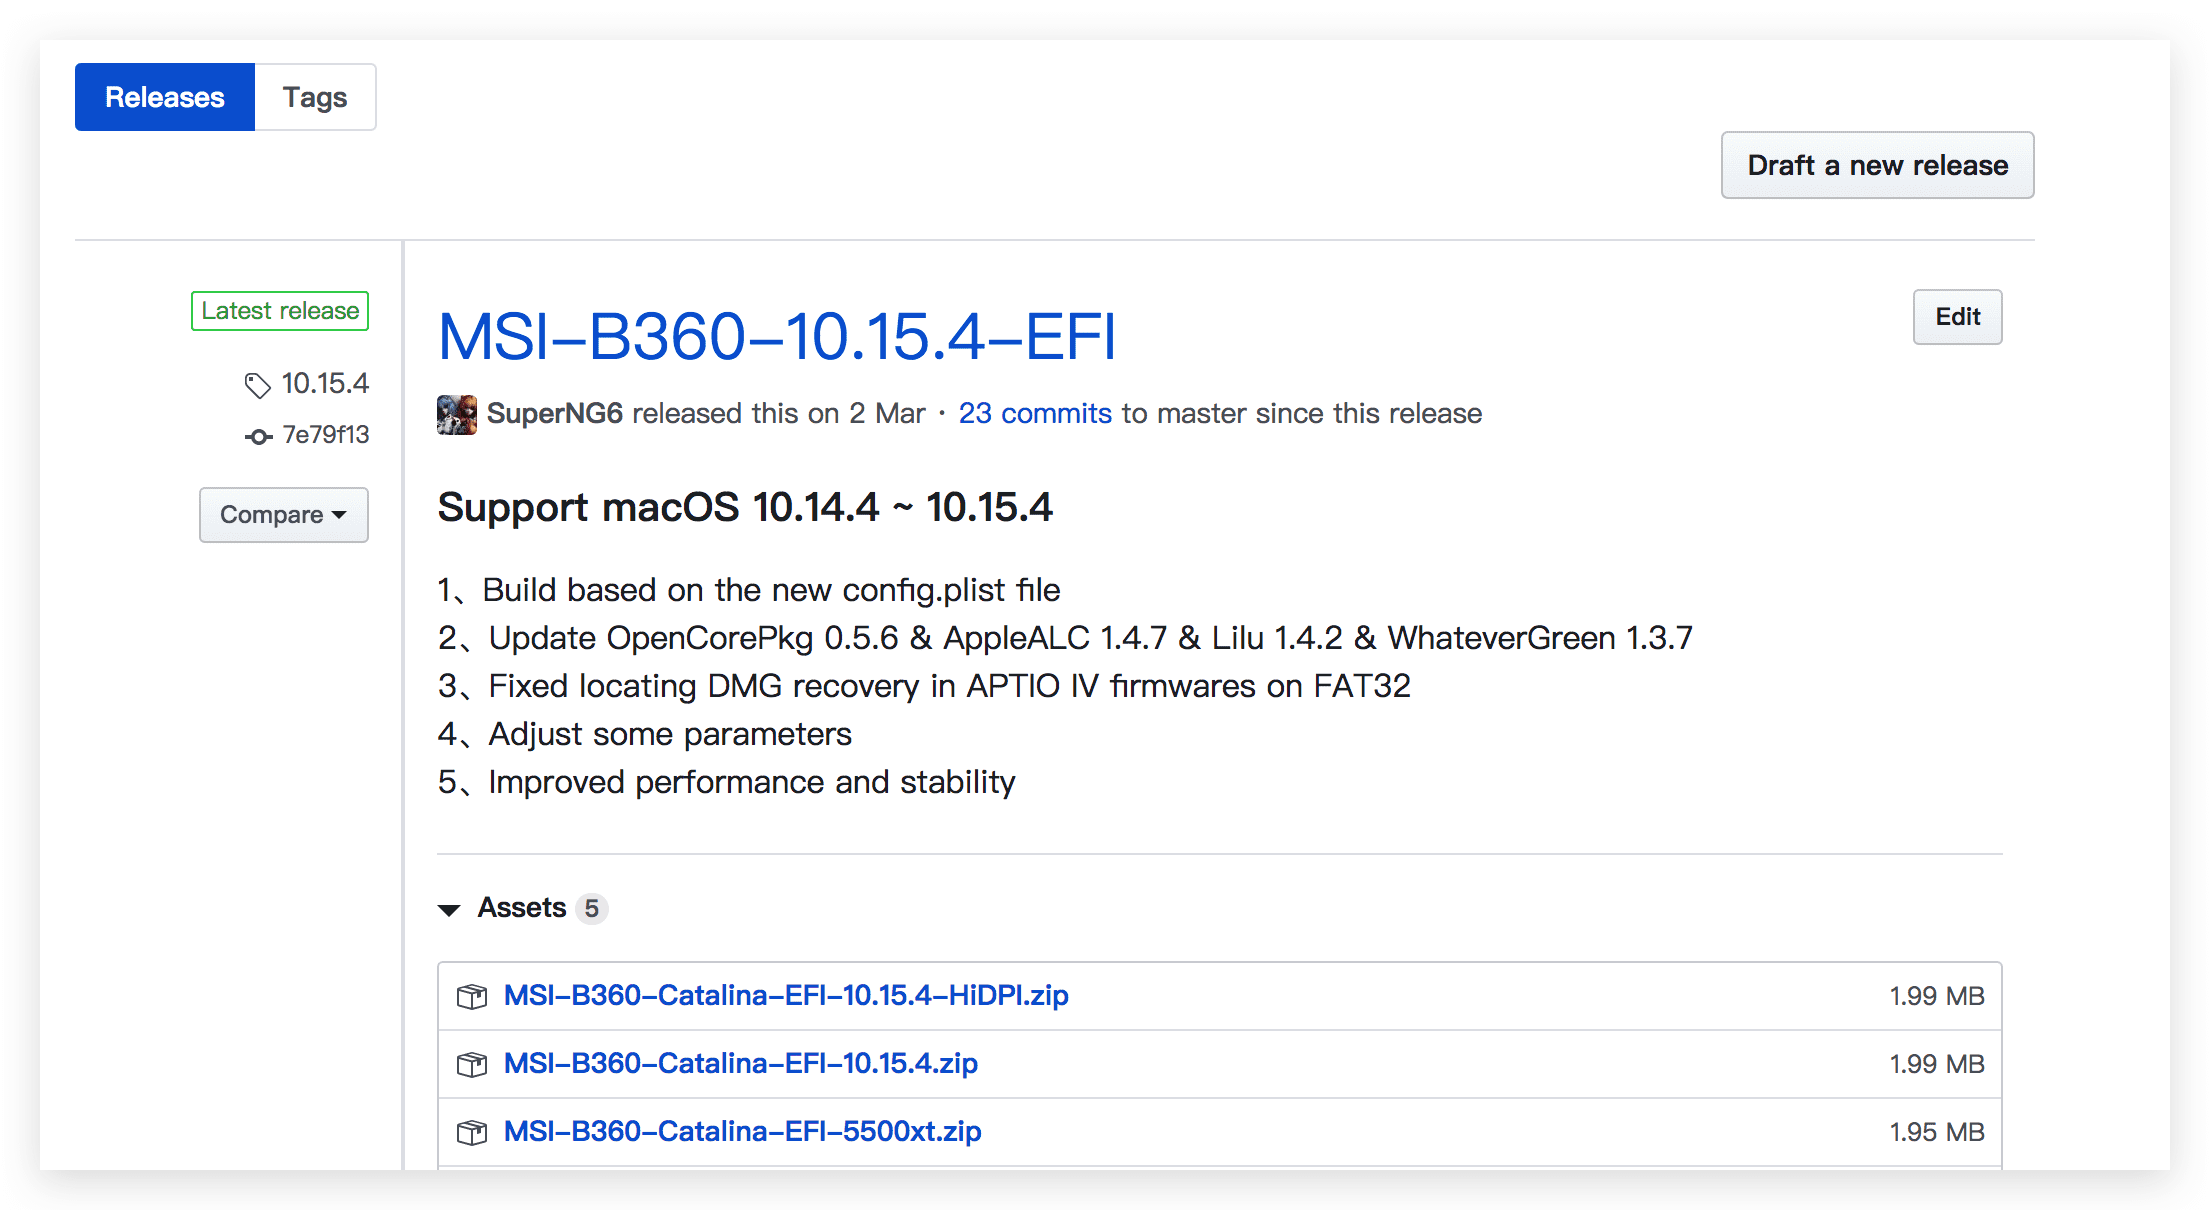 Releases Tags
Draft a new release
Latest release
10.15.4
7e79f13
Compare
MSI-B360-10.15.4-EFI
Edit
SuperNG6 released this on 2 Mar · 23 commits to master since this release
Support macOS 10.14.4 ~ 10.15.4
1、Build based on the new config.plist file
2、Update OpenCorePkg 0.5.6 & AppleALC 1.4.7 & Lilu 1.4.2 & WhateverGreen 1.3.7
3、Fixed locating DMG recovery in APTIO IV firmwares on FAT32
4、Adjust some parameters
5、Improved performance and stability
Assets 5
MSI-B360-Catalina-EFI-10.15.4-HiDPI.zip 1.99 MB
MSI-B360-Catalina-EFI-10.15.4.zip 1.99 MB
MSI-B360-Catalina-EFI-5500xt.zip 1.95 MB